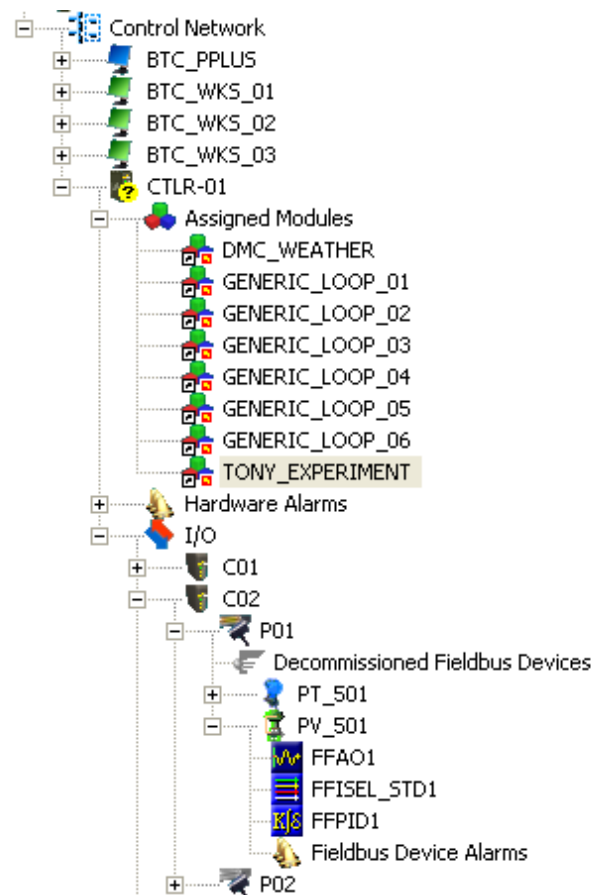 Control Network
BTC_PPLUS
BTC_WKS_01
BTC_WKS_02
BTC_WKS_03
CTLR-01
Assigned Modules
DMC_WEATHER
GENERIC_LOOP_01
GENERIC_LOOP_02
GENERIC_LOOP_03
GENERIC_LOOP_04
GENERIC_LOOP_05
GENERIC_LOOP_06
TONY_EXPERIMENT
Hardware Alarms
I/O
C01
C02
P01
Decommissioned Fieldbus Devices
PT_501
PV_501
FFAO1
FFISEL_STD1
FFPID1
Fieldbus Device Alarms
P02